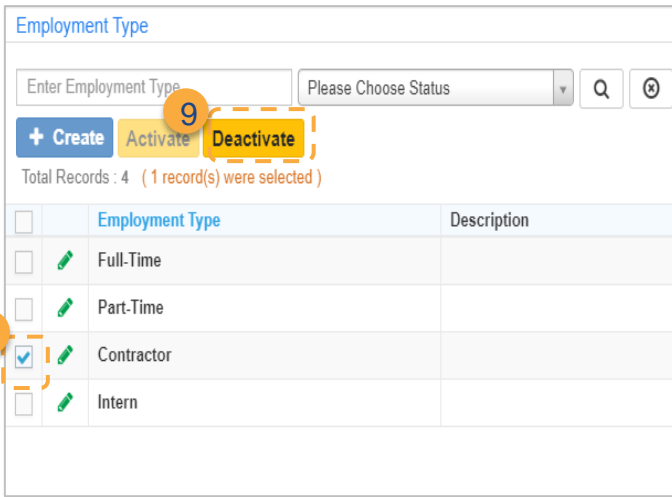 Employment Type
Enter Employment Type Please Choose Status
9
+ Create Activate Deactivate
Total Records : 4 ( 1 record(s) were selected )
Employment Type Description
Full-Time
Part-Time
Contractor
Intern